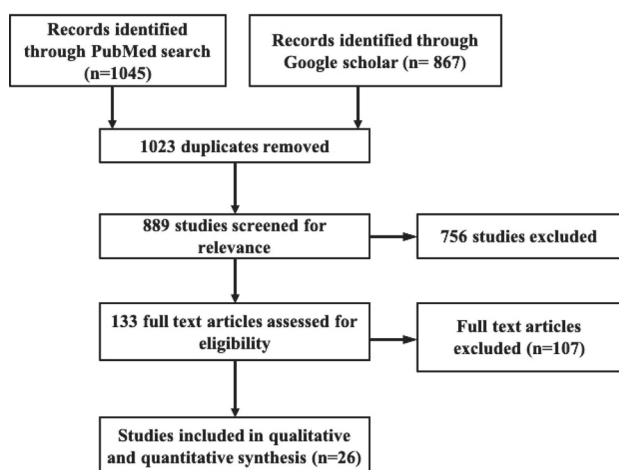 Records identified
through PubMed search
(n=1045)
Records identified through
Google scholar (n= 867)
1023 duplicates removed
889 studies screened for
relevance
756 studies excluded
133 full text articles assessed for
eligibility
Full text articles
excluded (n=107)
Studies included in qualitative
and quantitative synthesis (n=26)